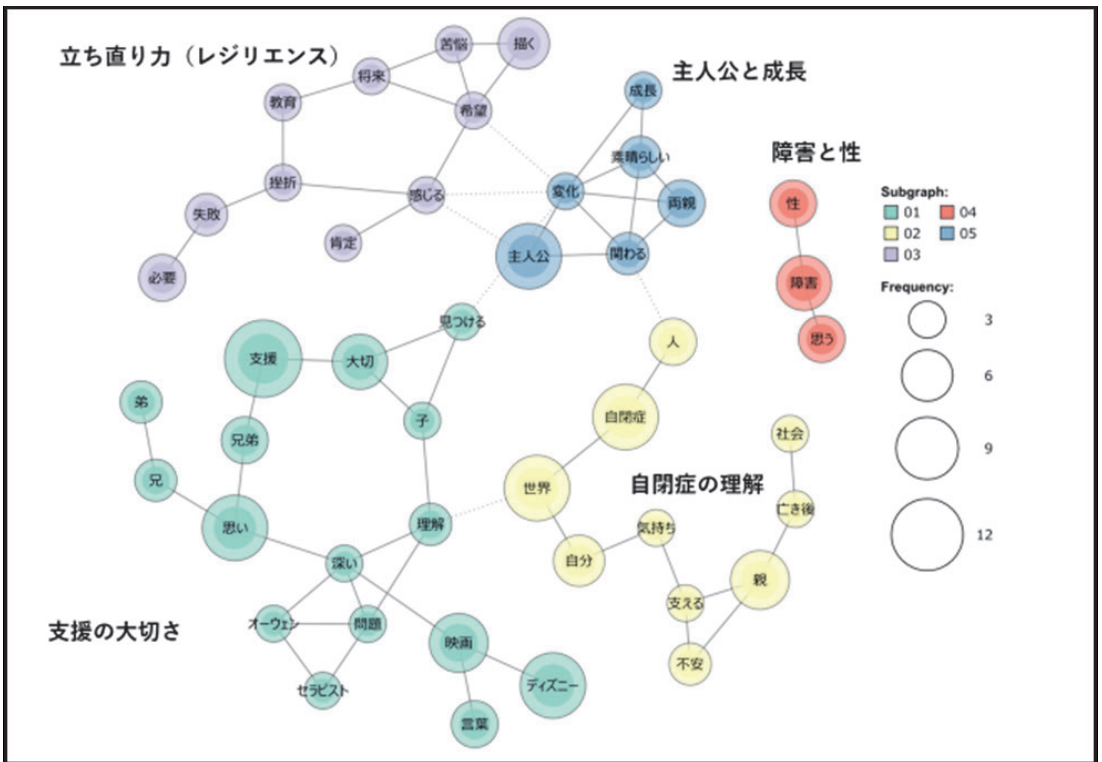 立ち直り力（レジリエンス）
苦悩
描く
将来
教育
希望
挫折
感じる
失敗
肯定
必要
主人公と成長
成長
素晴らしい
変化
両親
主人公
関わる
障害と性
性
障害
思う
Subgraph:
01
04
02
05
03
Frequency:
3
6
9
12
見つける
支援
大切
弟
子
兄弟
兄
思い
理解
深い
オーウェン
問題
セラピスト
映画
ディズニー
言葉
支援の大切さ
人
自閉症
世界
自閉症の理解
社会
亡き後
気持ち
自分
親
支える
不安